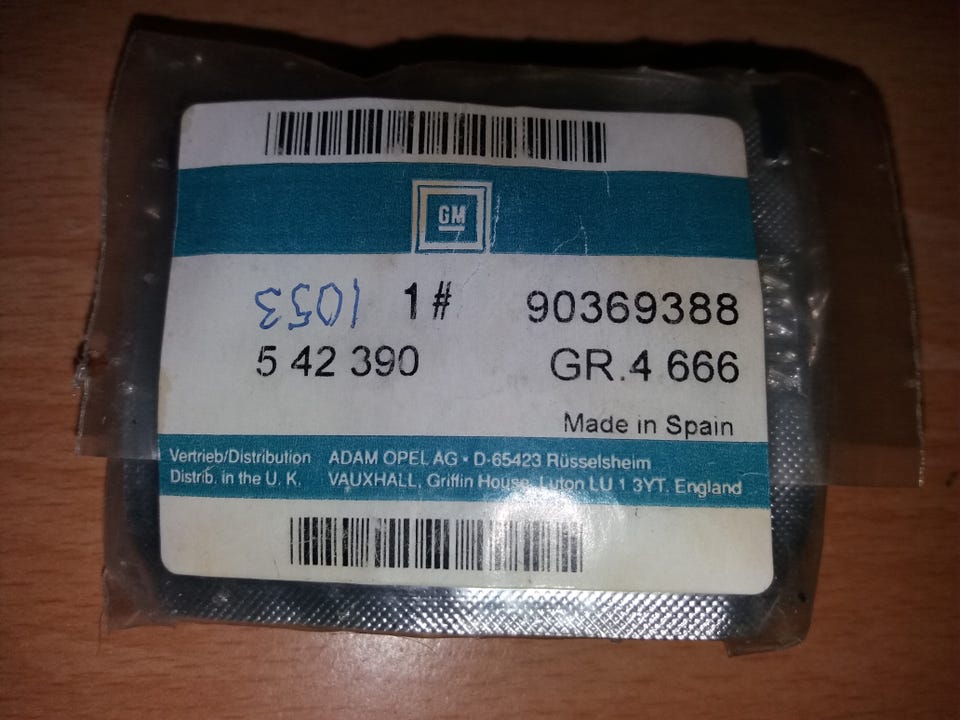 GM
1053 1# 90369388
5 42 390 GR.4 666
Made in Spain
Vertrieb/Distribution ADAM OPEL AG • D-65423 Rüsselsheim
Distrib. in the U. K. VAUXHALL, Griffin House, Luton LU 1 3YT. England